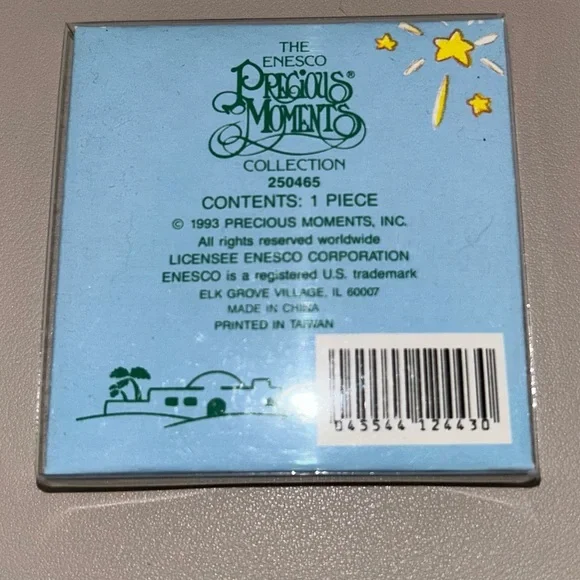 THE
ENESCO
PRECIOUS®
MOMENTS
COLLECTION
250465
CONTENTS: 1 PIECE
© 1993 PRECIOUS MOMENTS, INC.
All rights reserved worldwide
LICENSEE ENESCO CORPORATION
ENESCO is a registered U.S. trademark
ELK GROVE VILLAGE, IL 60007
MADE IN CHINA
PRINTED IN TAIWAN
045544 124430